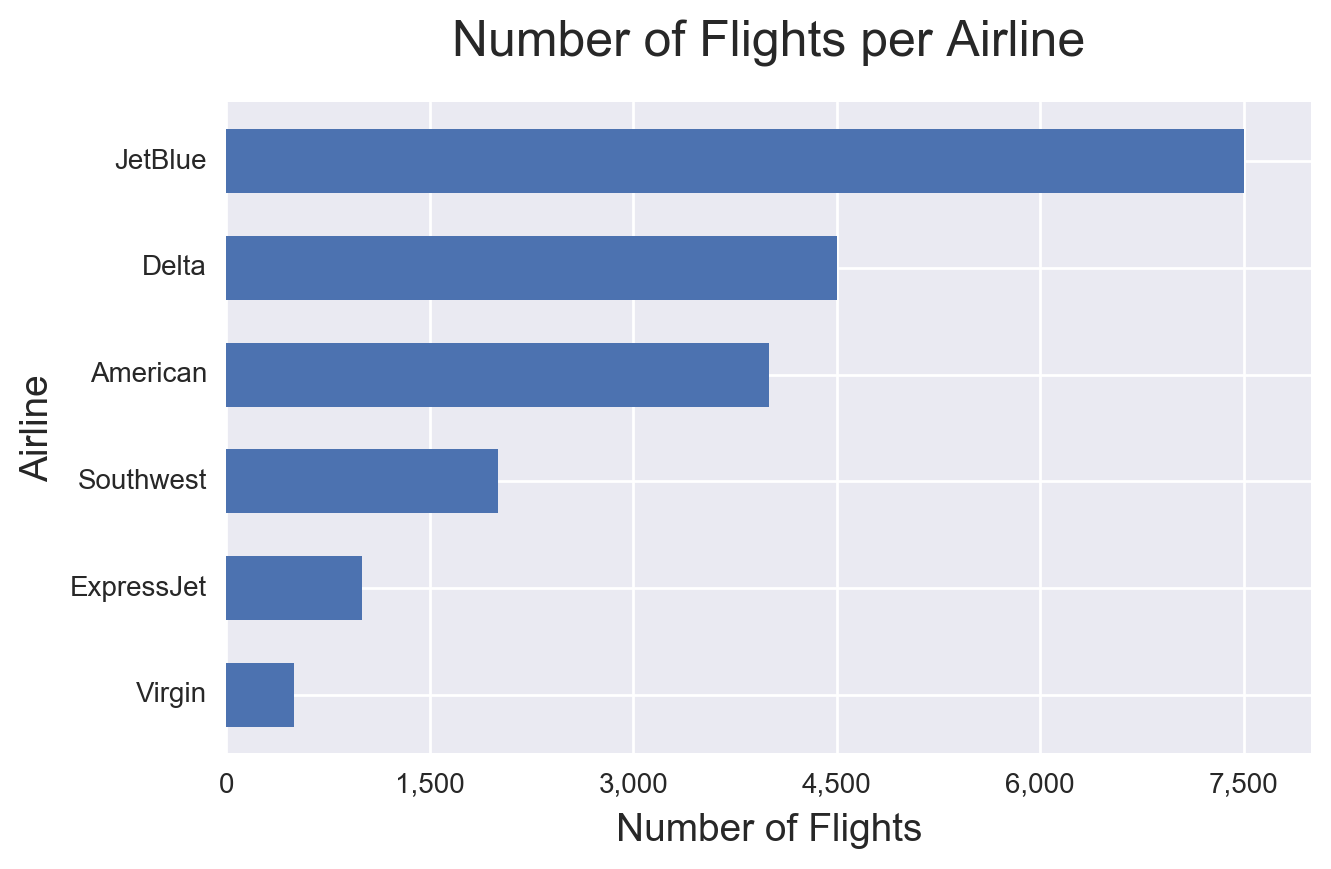 Number of Flights per Airline
JetBlue
Delta
American
Southwest
ExpressJet
Virgin
Airline
0 1,500 3,000 4,500 6,000 7,500
Number of Flights